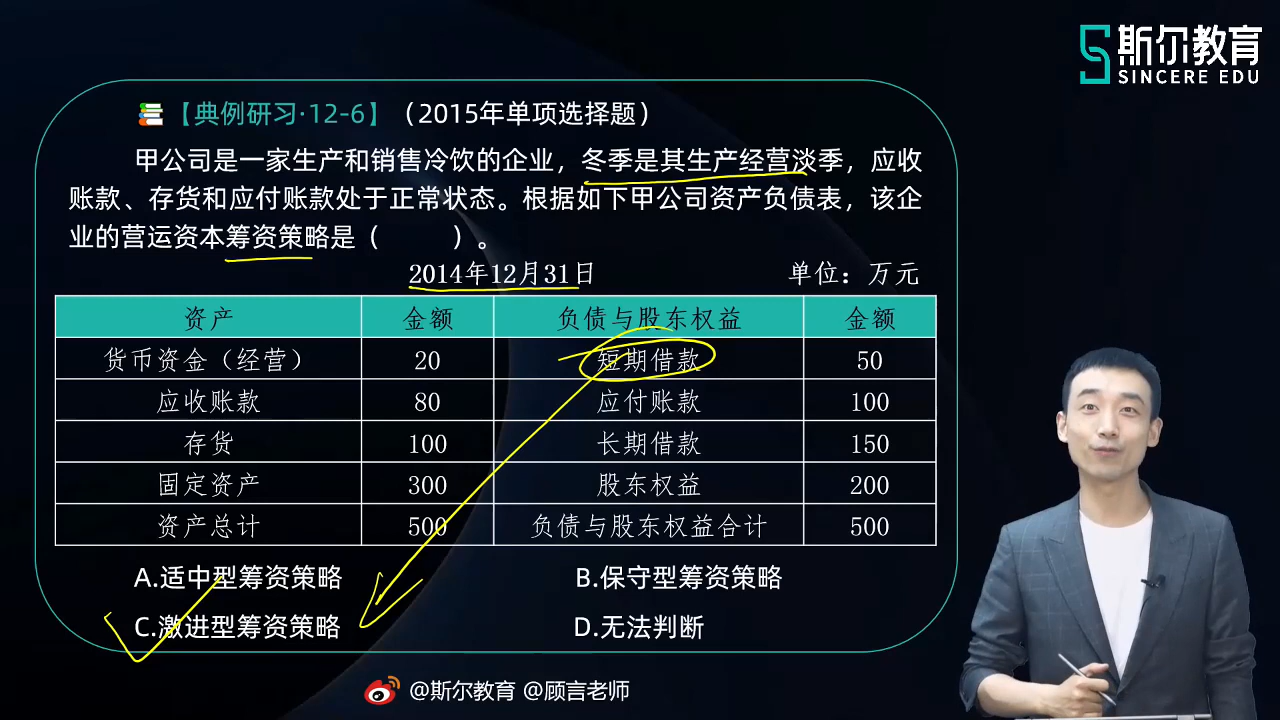 斯尔教育
SINCERE EDU
【典例研习·12-6】（2015年单项选择题）
甲公司是一家生产和销售冷饮的企业，冬季是其生产经营淡季，应收
账款、存货和应付账款处于正常状态。根据如下甲公司资产负债表，该企
业的营运资本筹资策略是（　　）。
2014年12月31日 单位：万元
资产 金额 负债与股东权益 金额
货币资金（经营） 20 短期借款 50
应收账款 80 应付账款 100
存货 100 长期借款 150
固定资产 300 股东权益 200
资产总计 500 负债与股东权益合计 500
A.适中型筹资策略 B.保守型筹资策略
C.激进型筹资策略 D.无法判断
@斯尔教育 @顾言老师